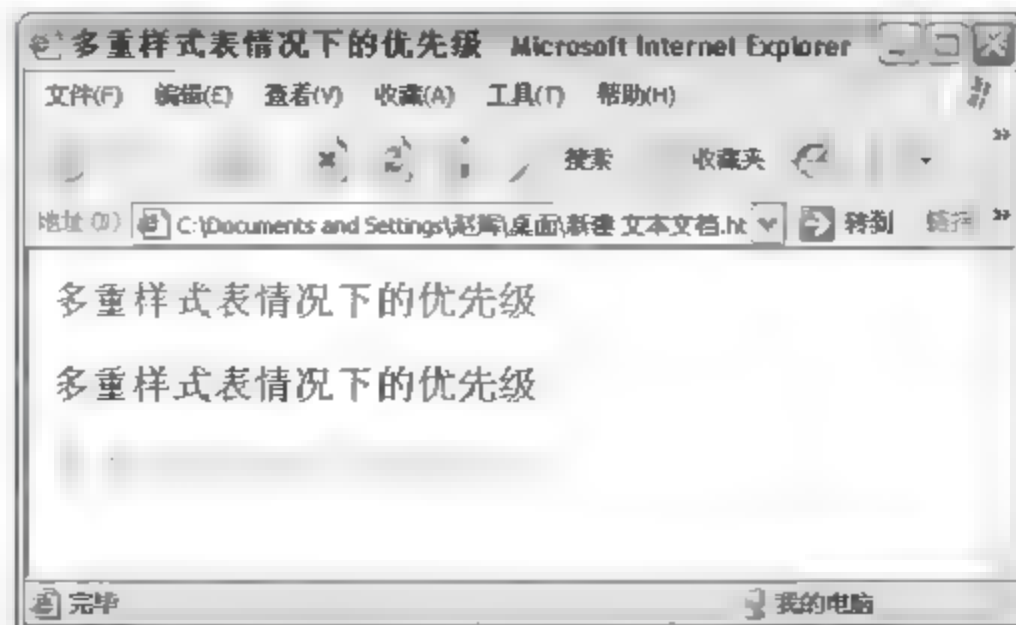 多重样式表情况下的优先级 Microsoft Internet Explorer
文件(F) 编辑(E) 查看(V) 收藏(A) 工具(T) 帮助(H)
搜索 收藏夹
地址(D) C:\Documents and Settings\赵辉\桌面\新建 文本文档.ht 转到 链接 »
多重样式表情况下的优先级
多重样式表情况下的优先级
完毕 我的电脑